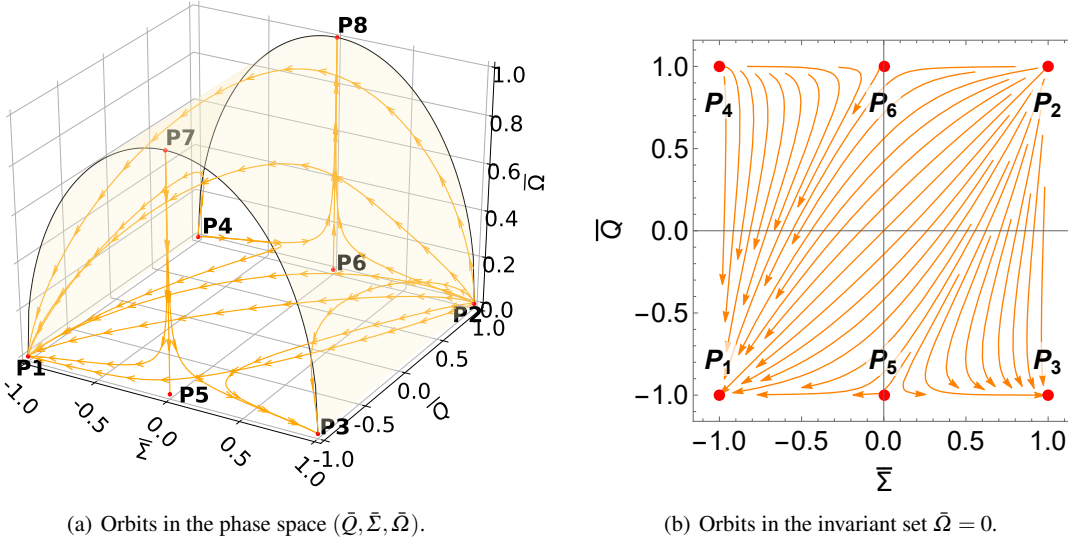 P8
1.0
0.8
0.6
0.4
0.2
0.0
Ω̅
P7
P4
P6
P2
P1
P5
P3
-1.0
-0.5
0.0
0.5
1.0
Σ̅
-1.0
-0.5
0.0
0.5
1.0
Q̅
(a) Orbits in the phase space (Q̄, Σ̄, Ω̄).
1.0
0.5
0.0
−0.5
−1.0
Q̅
P₄
P₆
P₂
P₁
P₅
P₃
−1.0
−0.5
0.0
0.5
1.0
Σ̅
(b) Orbits in the invariant set Ω̄ = 0.